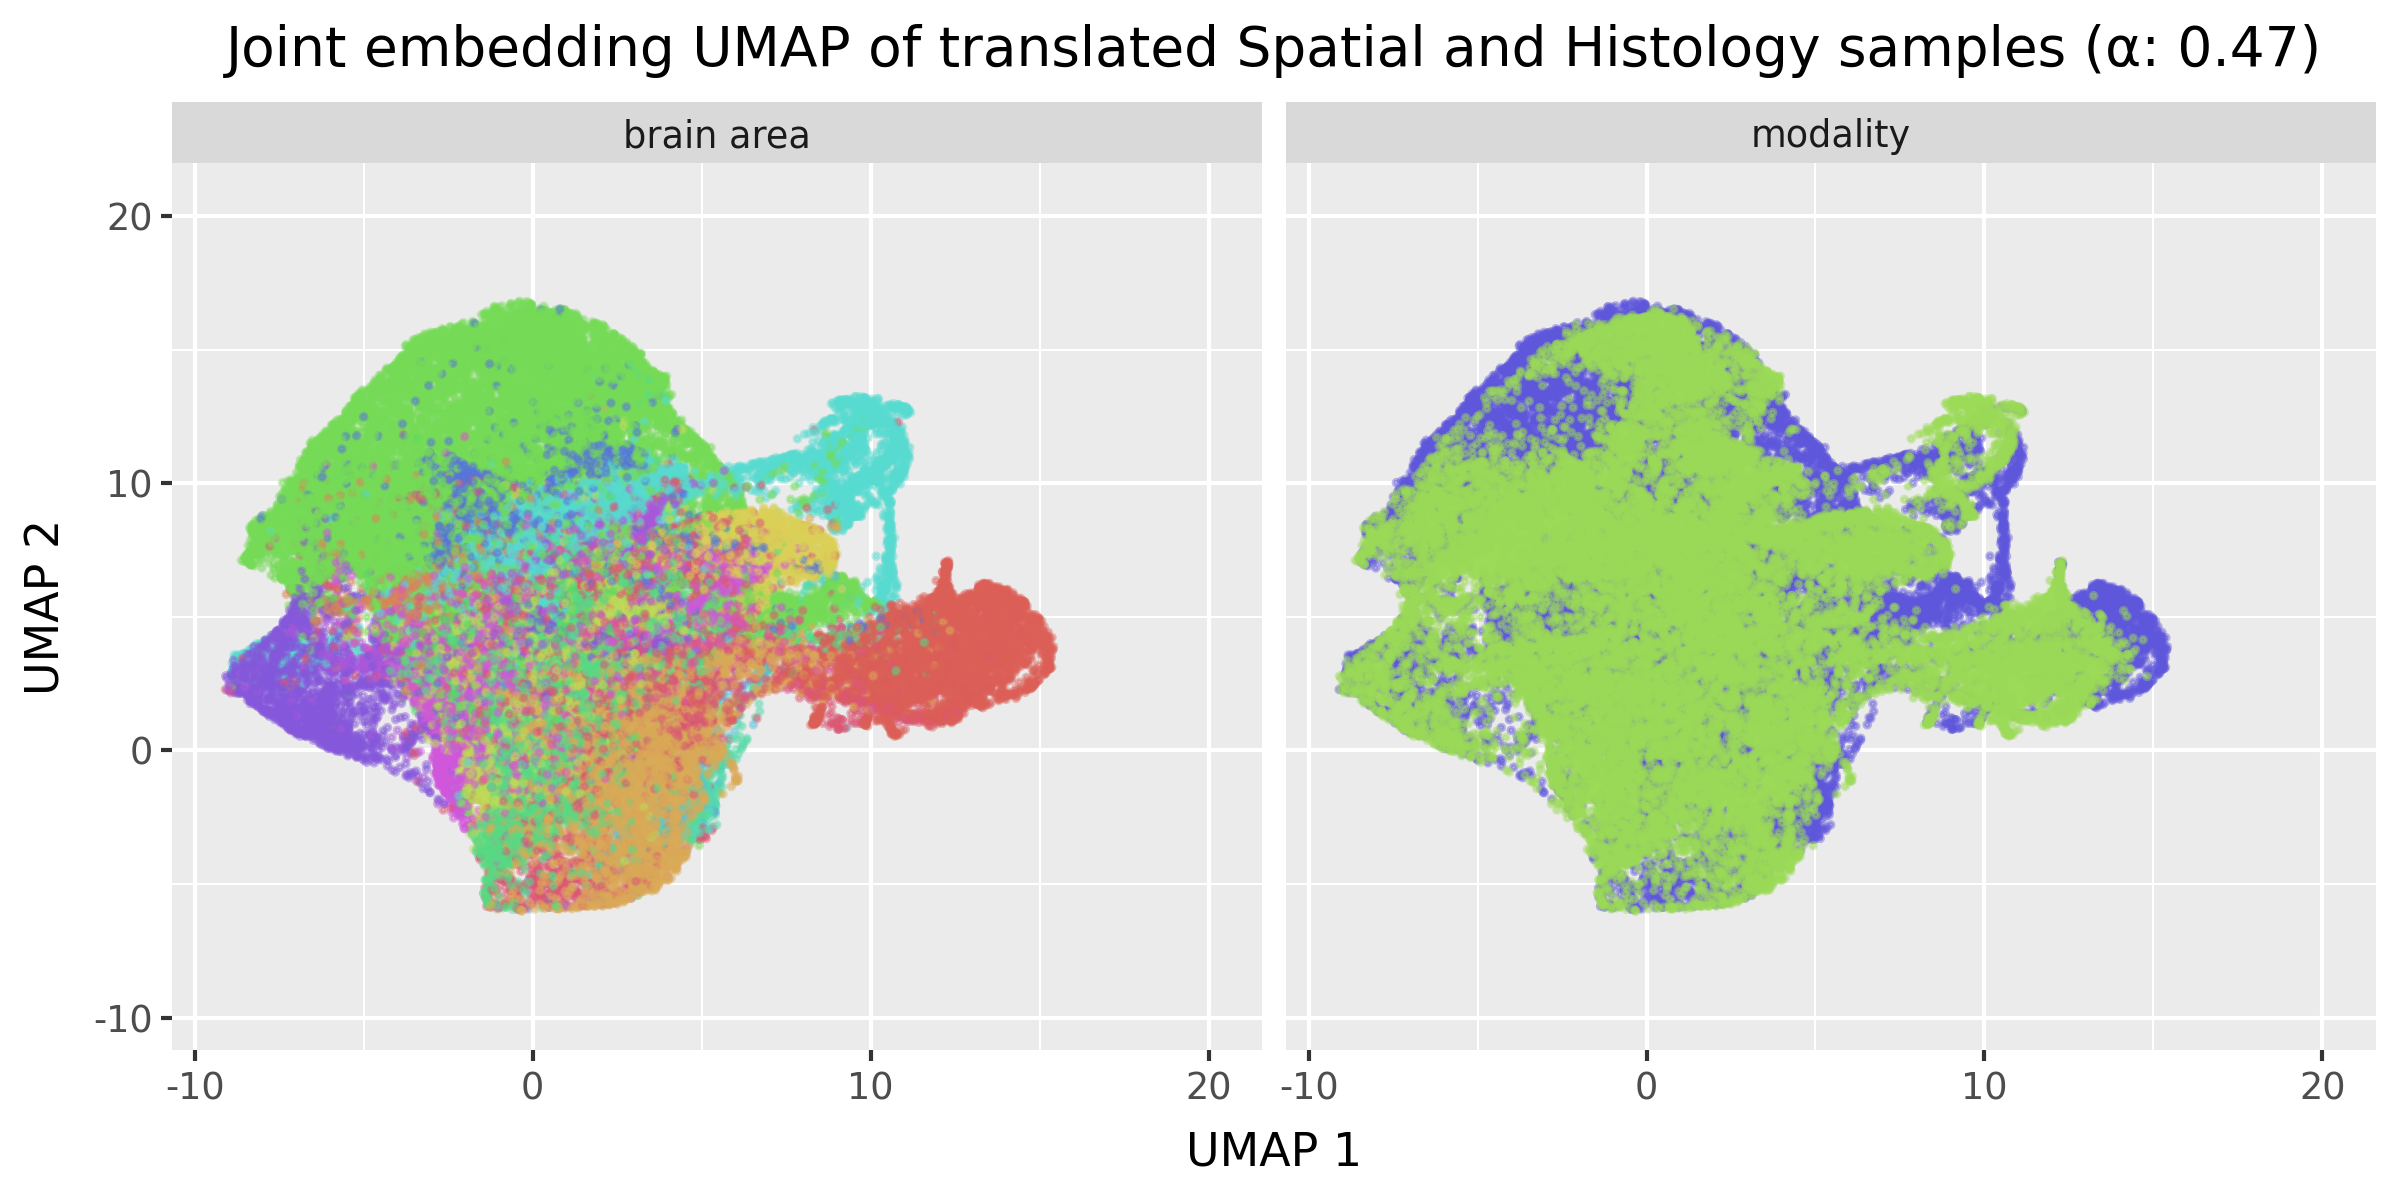 Joint embedding UMAP of translated Spatial and Histology samples (α: 0.47)
brain area
modality
20
10
0
-10
UMAP 2
-10 0 10 20 -10 0 10 20
UMAP 1